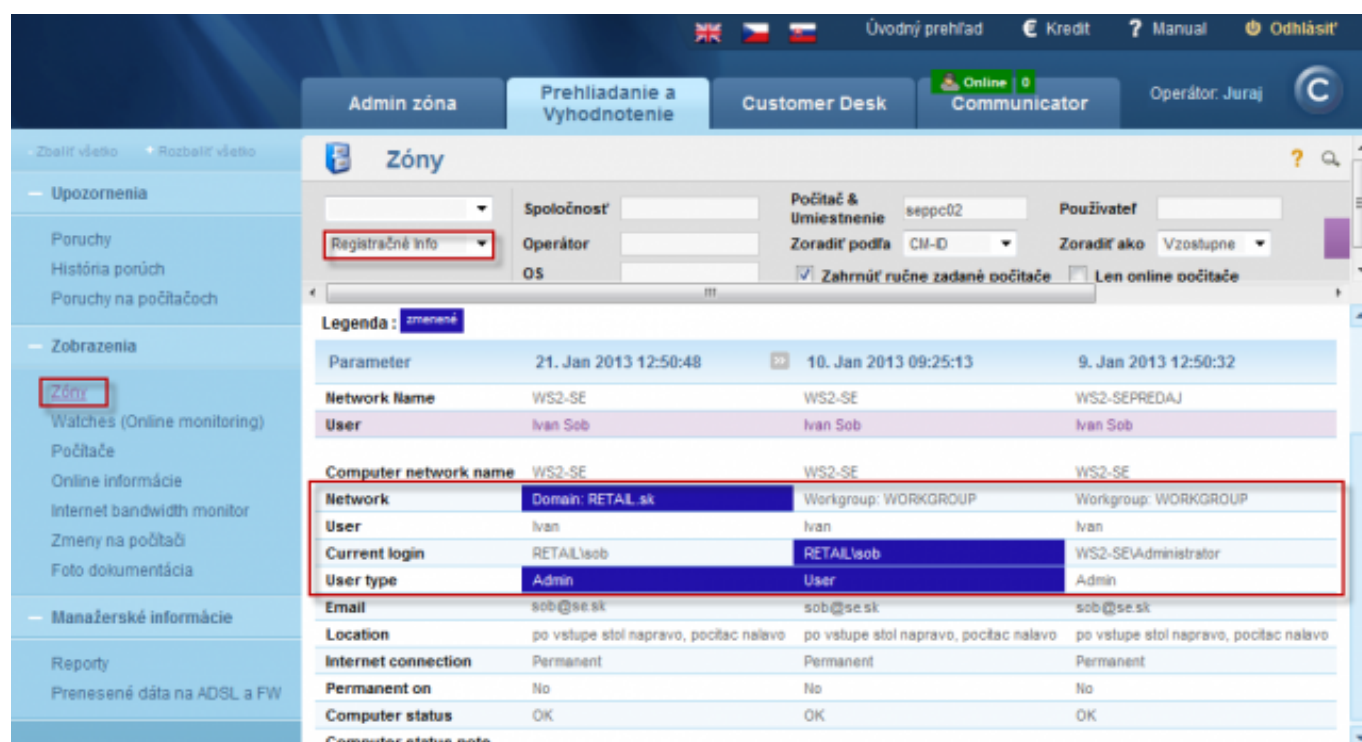 Úvodný prehľad € Kredit ? Manual Odhlásiť
Admin zóna
Prehliadanie a Vyhodnotenie
Customer Desk
Online 0
Communicator
Operátor: Juraj
- Zbaliť všetko + Rozbaliť všetko
Zóny
?
Upozornenia
Poruchy
História porúch
Poruchy na počítačoch
Zobrazenia
Zóny
Watches (Online monitoring)
Počítače
Online informácie
Internet bandwidth monitor
Zmeny na počítači
Foto dokumentácia
Manažerské informácie
Reporty
Prenesené dáta na ADSL a FW
Spoločnosť
Počítač & Umiestnenie seppc02
Používateľ
Registračné info
Operátor
Zoradiť podľa CM-ID
Zoradiť ako Vzostupne
OS
Zahrnúť ručne zadané počítače
Len online počítače
Legenda : zmenené
Parameter 21. Jan 2013 12:50:48 10. Jan 2013 09:25:13 9. Jan 2013 12:50:32
Network Name WS2-SE WS2-SE WS2-SEPREDAJ
User Ivan Sob Ivan Sob Ivan Sob
Computer network name WS2-SE WS2-SE WS2-SE
Network Domain: RETAIL.sk Workgroup: WORKGROUP Workgroup: WORKGROUP
User Ivan Ivan Ivan
Current login RETAIL\sob RETAIL\sob WS2-SE\Administrator
User type Admin User Admin
Email sob@se.sk sob@se.sk sob@se.sk
Location po vstupe stol napravo, pocitac nalavo po vstupe stol napravo, pocitac nalavo po vstupe stol napravo, pocitac nalavo
Internet connection Permanent Permanent Permanent
Permanent on No No No
Computer status OK OK OK
Computer status note